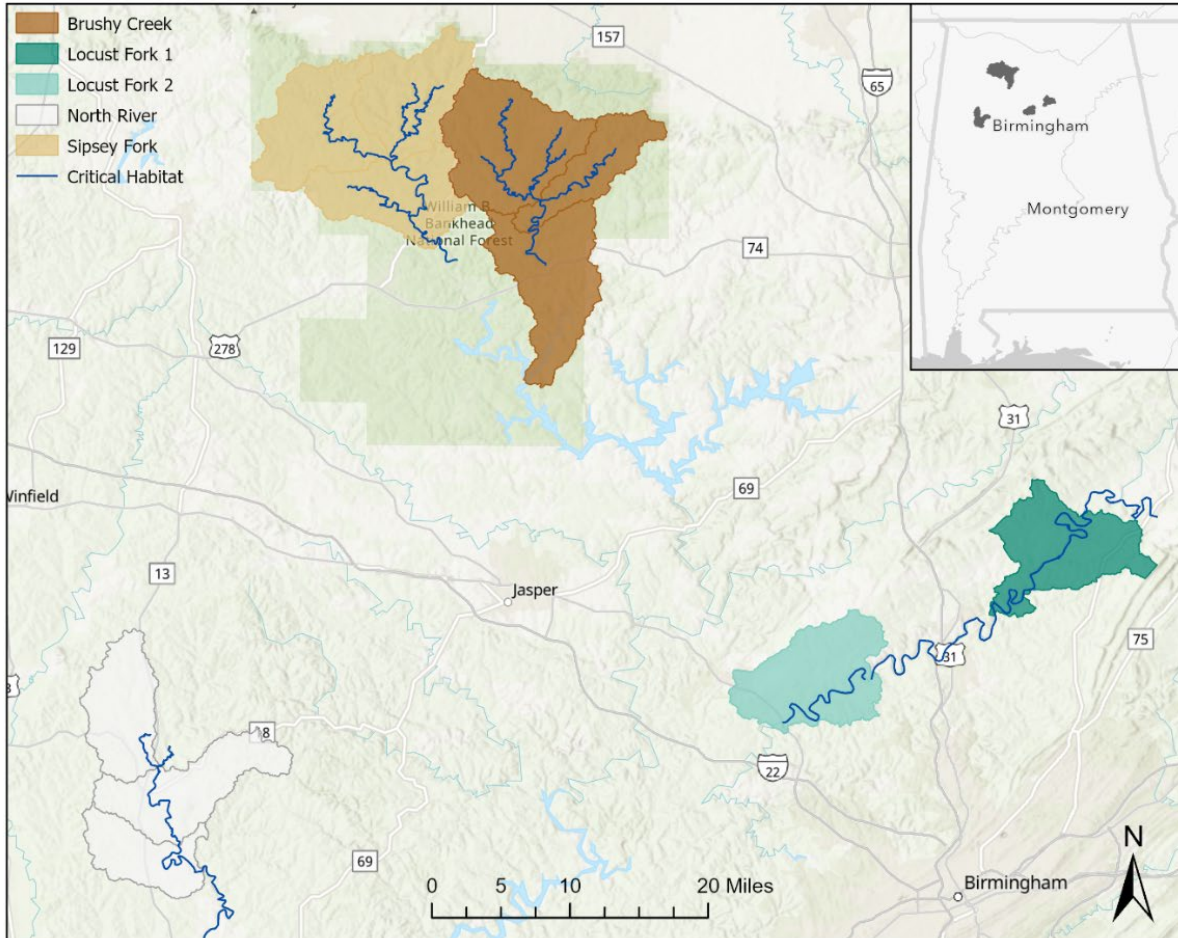 Brushy Creek
Locust Fork 1
Locust Fork 2
North River
Sipsey Fork
Critical Habitat
157
65
Birmingham
Montgomery
William B.
Bankhead
National Forest
74
129
278
31
69
Winfield
13
Jasper
31
75
8
22
69
0 5 10 20 Miles
Birmingham
N